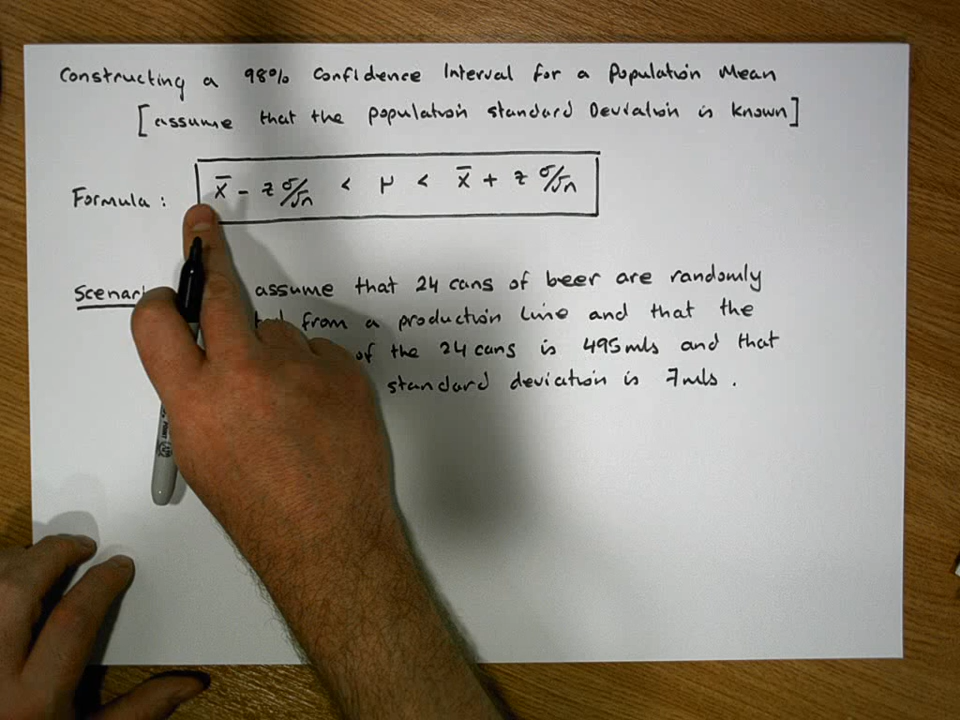 Constructing a 98% Confidence Interval for a Population Mean
[assume that the population standard Deviation is known]
Formula : x̄ - z σ/√n < μ < x̄ + z σ/√n
assume that 24 cans of beer are randomly
from a production line and that the
of the 24 cans is 495mls and that
standard deviation is 7mls .